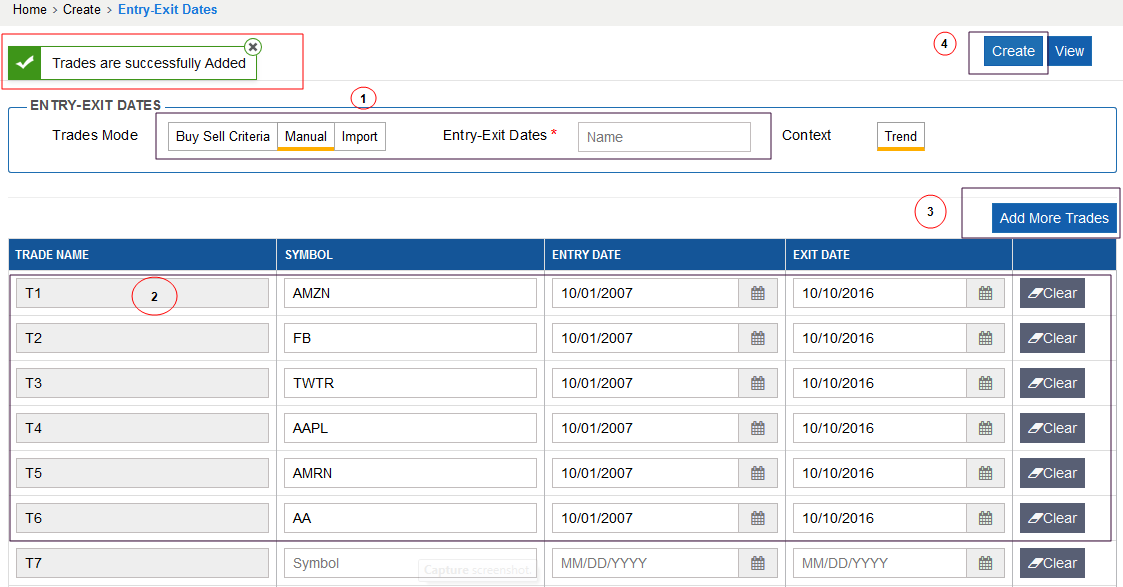 Home > Create > Entry-Exit Dates
Trades are successfully Added
4
Create View
ENTRY-EXIT DATES
1
Trades Mode Buy Sell Criteria Manual Import Entry-Exit Dates * Name Context Trend
3
Add More Trades
TRADE NAME SYMBOL ENTRY DATE EXIT DATE
T1 2 AMZN 10/01/2007 10/10/2016 Clear
T2 FB 10/01/2007 10/10/2016 Clear
T3 TWTR 10/01/2007 10/10/2016 Clear
T4 AAPL 10/01/2007 10/10/2016 Clear
T5 AMRN 10/01/2007 10/10/2016 Clear
T6 AA 10/01/2007 10/10/2016 Clear
T7 Symbol MM/DD/YYYY MM/DD/YYYY Clear
Capture screenshot.